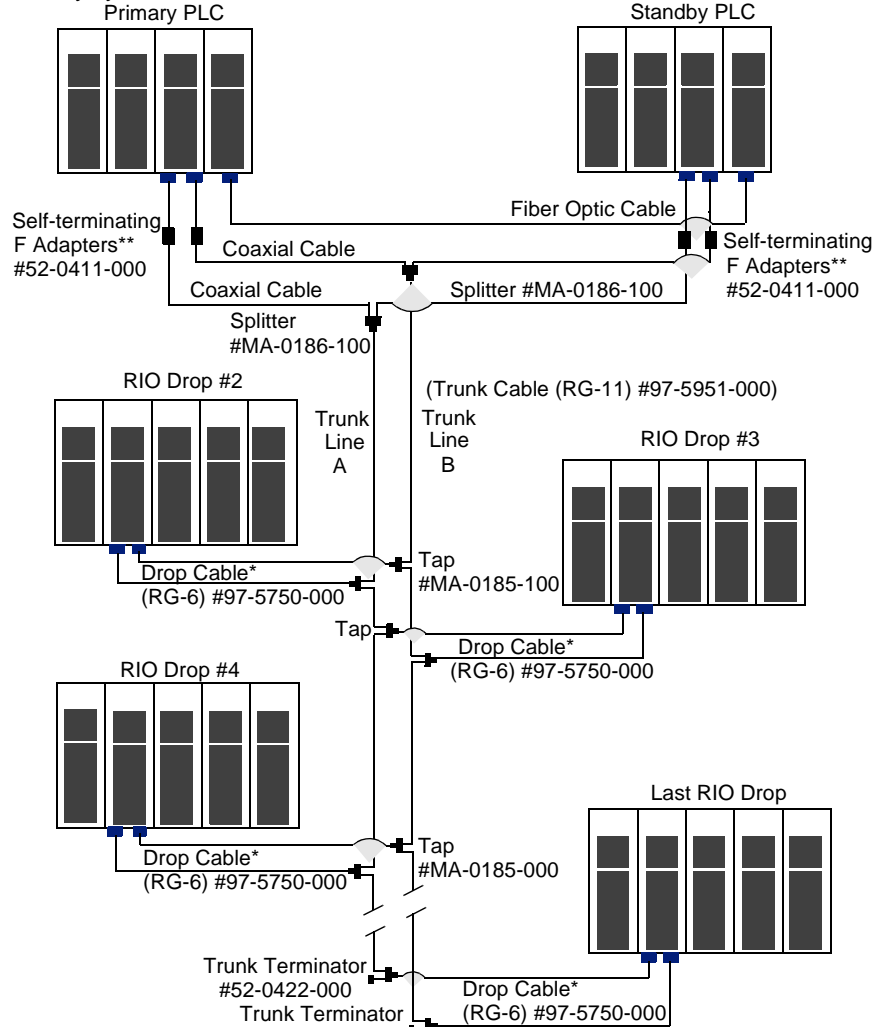 Primary PLC
Standby PLC
Fiber Optic Cable
Self-terminating
F Adapters**
#52-0411-000
Coaxial Cable
Self-terminating
F Adapters**
#52-0411-000
Coaxial Cable
Splitter #MA-0186-100
Splitter
#MA-0186-100
RIO Drop #2
(Trunk Cable (RG-11) #97-5951-000)
Trunk
Line
A
Trunk
Line
B
RIO Drop #3
Drop Cable*
(RG-6) #97-5750-000
Tap
#MA-0185-100
Tap
Drop Cable*
(RG-6) #97-5750-000
RIO Drop #4
Last RIO Drop
Drop Cable*
(RG-6) #97-5750-000
Tap
#MA-0185-000
Trunk Terminator
#52-0422-000
Drop Cable*
(RG-6) #97-5750-000
Trunk Terminator